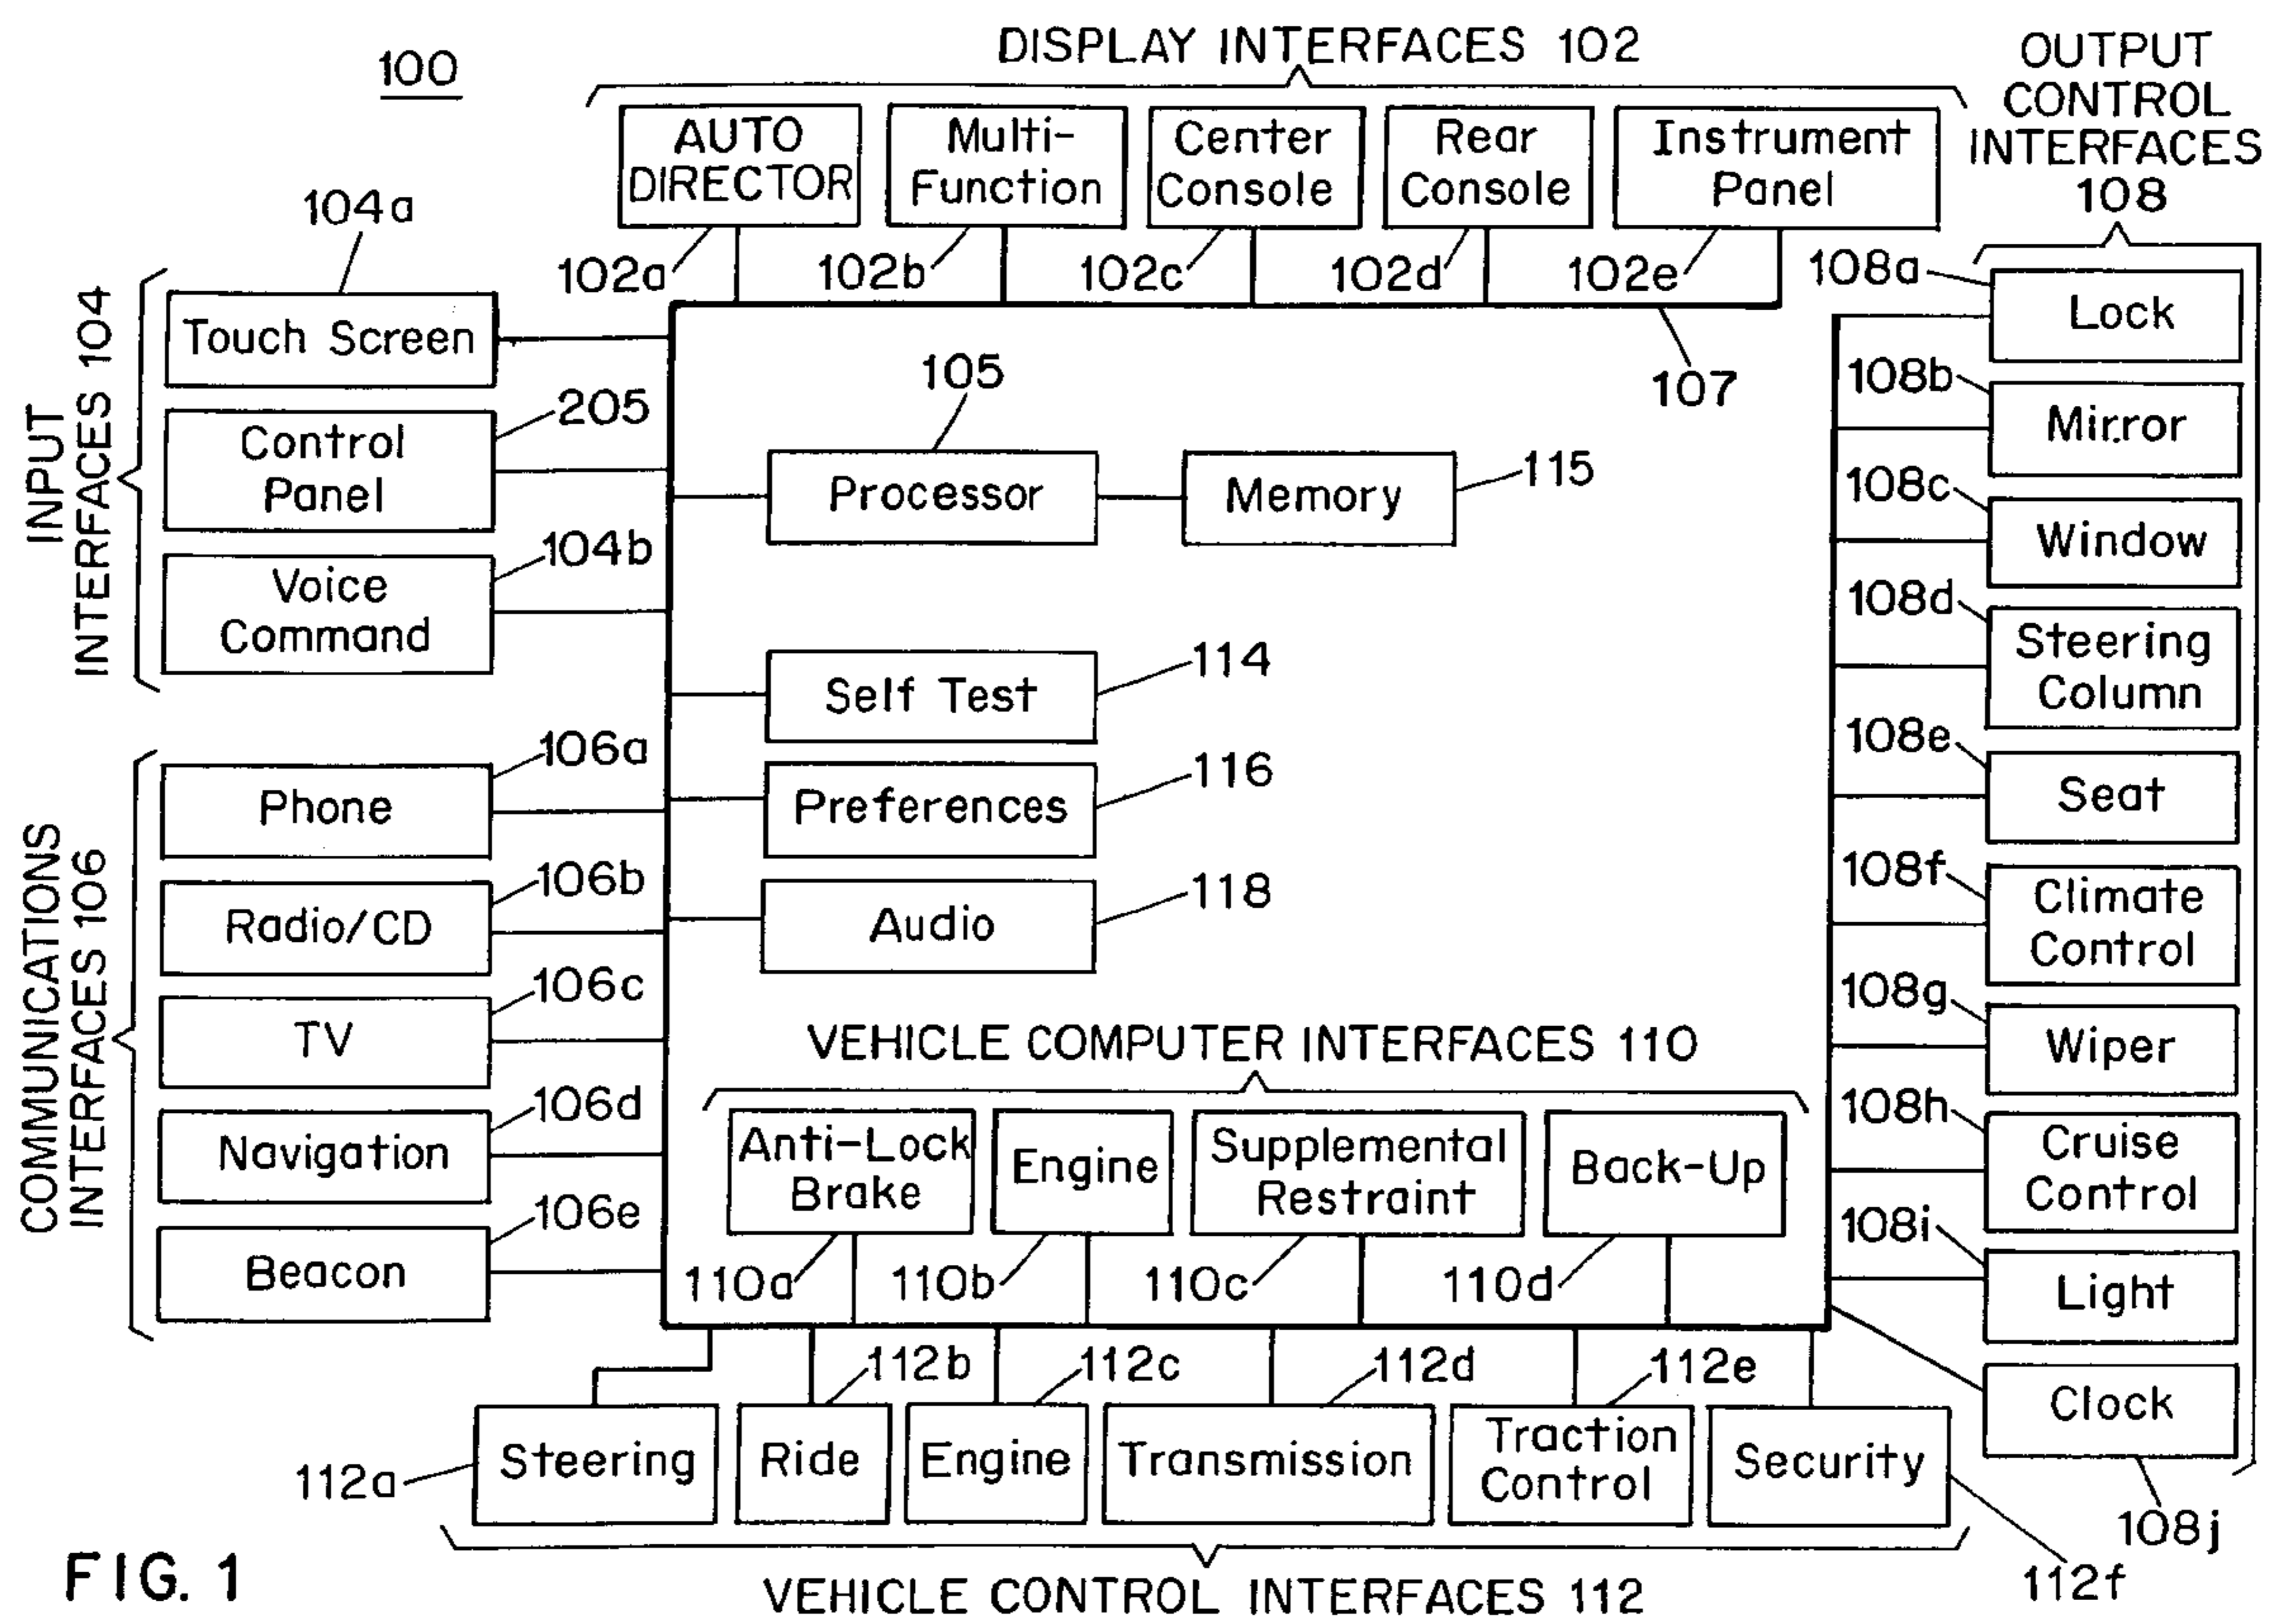 100
DISPLAY INTERFACES 102
AUTO
DIRECTOR
Multi-
Function
Center
Console
Rear
Console
Instrument
Panel
102a
102b
102c
102d
102e
107
INPUT
INTERFACES 104
104a
Touch Screen
205
Control
Panel
104b
Voice
Command
COMMUNICATIONS
INTERFACES 106
106a
Phone
106b
Radio/CD
106c
TV
106d
Navigation
106e
Beacon
105
Processor
Memory
115
Self Test
114
Preferences
116
Audio
118
VEHICLE COMPUTER INTERFACES 110
Anti-Lock
Brake
Engine
Supplemental
Restraint
Back-Up
110a
110b
110c
110d
OUTPUT
CONTROL
INTERFACES
108
108a
Lock
108b
Mirror
108c
Window
108d
Steering
Column
108e
Seat
108f
Climate
Control
108g
Wiper
108h
Cruise
Control
108i
Light
Clock
108j
112a
Steering
112b
Ride
112c
Engine
112d
Transmission
112e
Traction
Control
Security
112f
VEHICLE CONTROL INTERFACES 112
FIG. 1